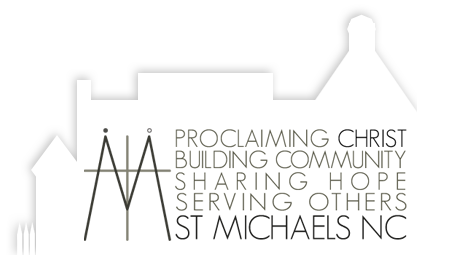 PROCLAIMING CHRIST
BUILDING COMMUNITY
SHARING HOPE
SERVING OTHERS
ST MICHAELS NC